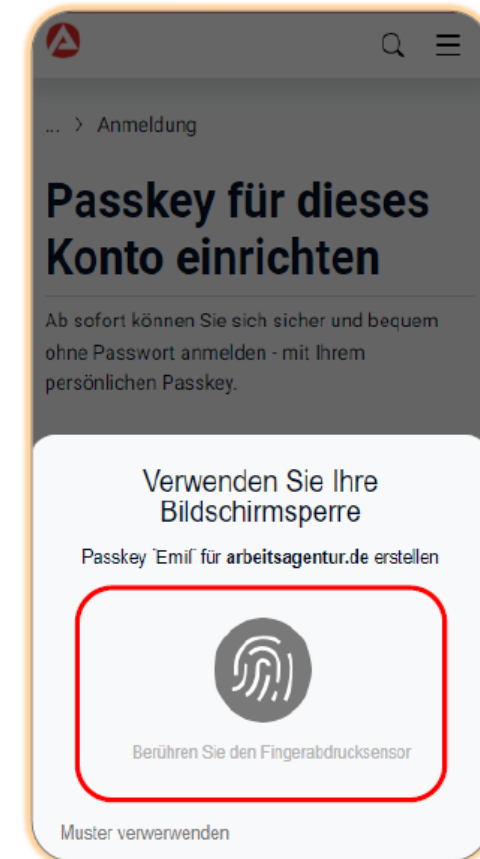 ... > Anmeldung
Passkey für dieses
Konto einrichten
Ab sofort können Sie sich sicher und bequem
ohne Passwort anmelden - mit Ihrem
persönlichen Passkey.
Verwenden Sie Ihre
Bildschirmsperre
Passkey `Emil` für arbeitsagentur.de erstellen
Berühren Sie den Fingerabdrucksensor
Muster verwerwenden